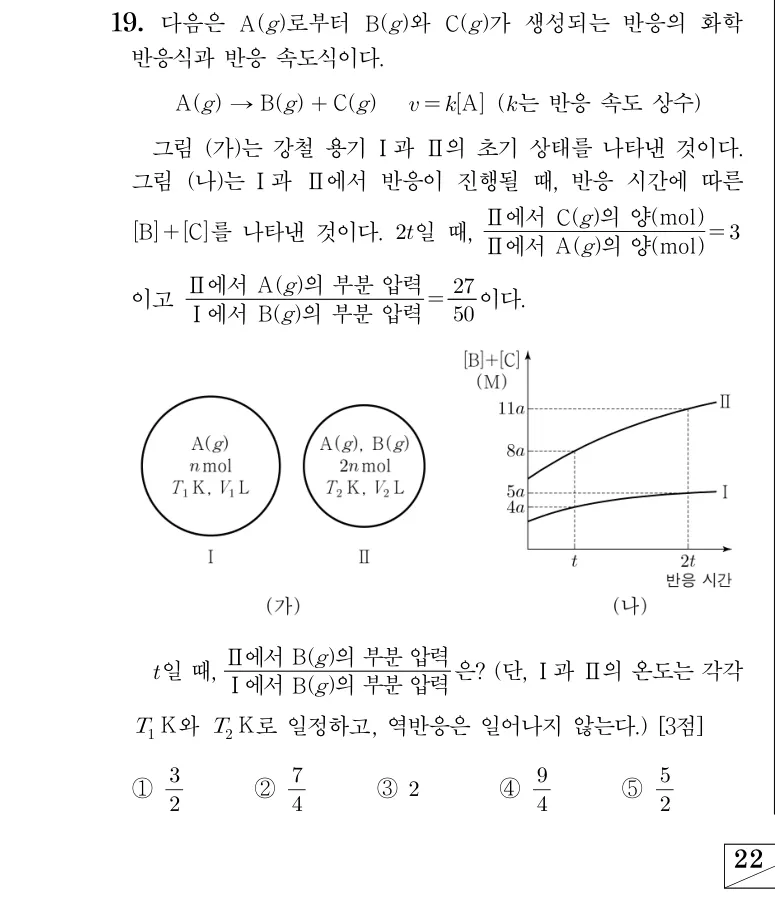 19. 다음은 A(g)로부터 B(g)와 C(g)가 생성되는 반응의 화학
반응식과 반응 속도식이다.
A(g) → B(g) + C(g) v = k[A] (k는 반응 속도 상수)
그림 (가)는 강철 용기 Ⅰ과 Ⅱ의 초기 상태를 나타낸 것이다.
그림 (나)는 Ⅰ과 Ⅱ에서 반응이 진행될 때, 반응 시간에 따른
[B]+[C]를 나타낸 것이다. 2t일 때, Ⅱ에서 C(g)의 양(mol) / Ⅱ에서 A(g)의 양(mol) = 3
이고 Ⅱ에서 A(g)의 부분 압력 / Ⅰ에서 B(g)의 부분 압력 = 27/50 이다.
A(g)
n mol
T₁ K, V₁ L
Ⅰ
A(g), B(g)
2n mol
T₂ K, V₂ L
Ⅱ
(가)
[B]+[C]
(M)
11a
8a
5a
4a
Ⅱ
Ⅰ
t
2t
반응 시간
(나)
t일 때, Ⅱ에서 B(g)의 부분 압력 / Ⅰ에서 B(g)의 부분 압력 은? (단, Ⅰ과 Ⅱ의 온도는 각각
T₁ K와 T₂ K로 일정하고, 역반응은 일어나지 않는다.) [3점]
① 3/2 ② 7/4 ③ 2 ④ 9/4 ⑤ 5/2
22